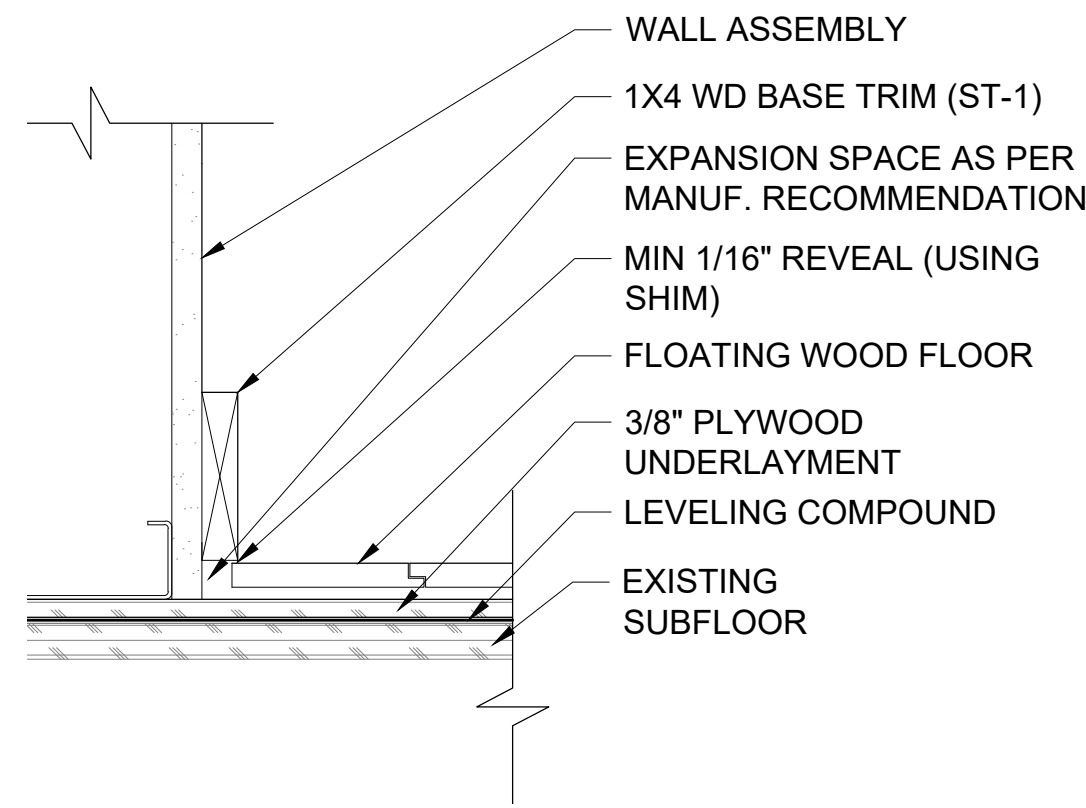 WALL ASSEMBLY
1X4 WD BASE TRIM (ST-1)
EXPANSION SPACE AS PER
MANUF. RECOMMENDATION
MIN 1/16" REVEAL (USING
SHIM)
FLOATING WOOD FLOOR
3/8" PLYWOOD
UNDERLAYMENT
LEVELING COMPOUND
EXISTING
SUBFLOOR